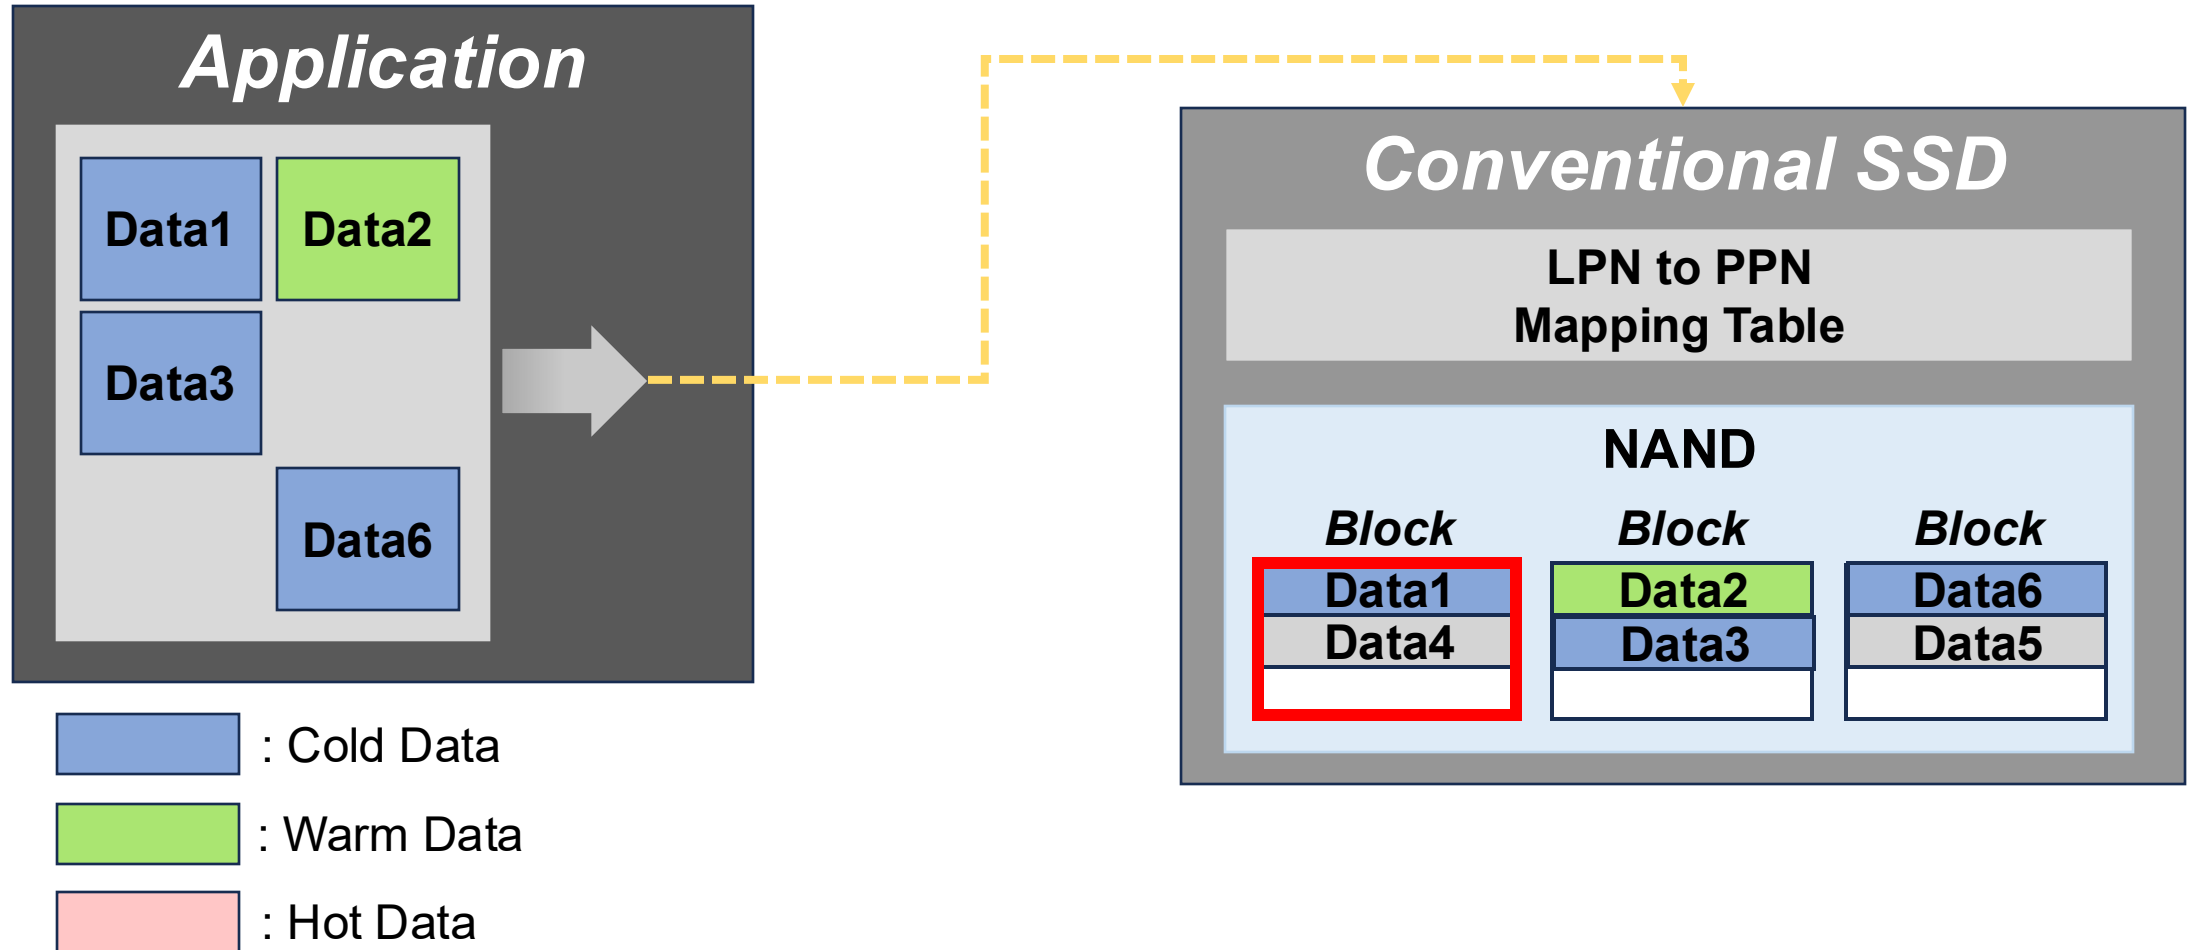 Application
Data1
Data2
Data3
Data6
: Cold Data
: Warm Data
: Hot Data
Conventional SSD
LPN to PPN
Mapping Table
NAND
Block
Block
Block
Data1
Data2
Data6
Data4
Data3
Data5